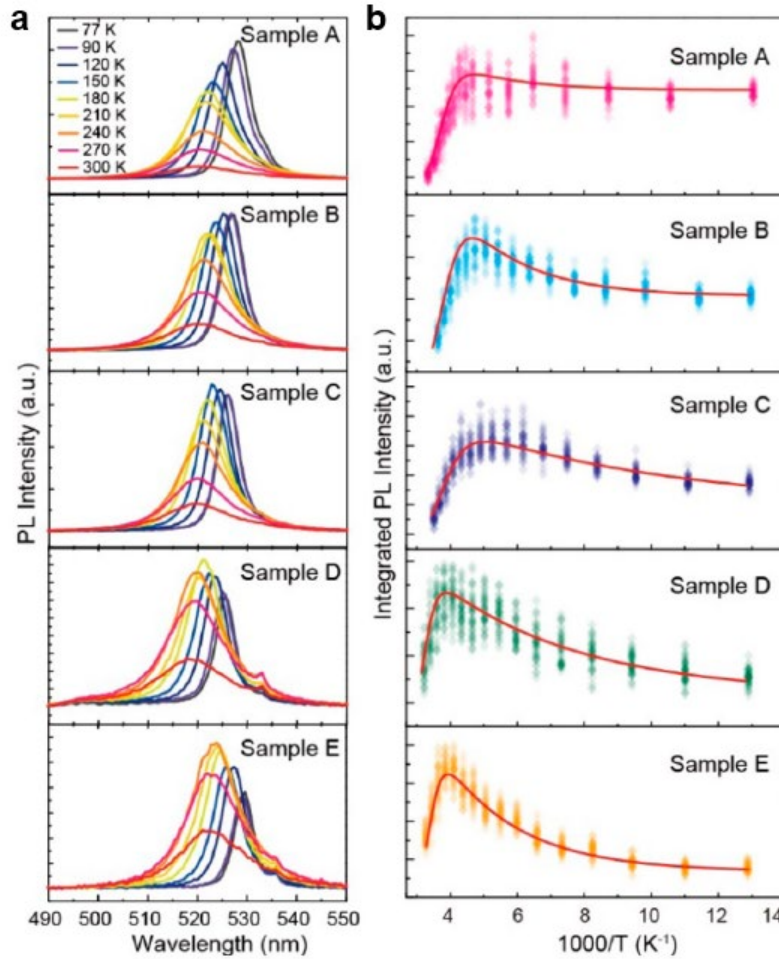 a
77 K
90 K
120 K
150 K
180 K
210 K
240 K
270 K
300 K
Sample A
Sample B
Sample C
Sample D
Sample E
PL Intensity (a.u.)
490 500 510 520 530 540 550
Wavelength (nm)
b
Sample A
Sample B
Sample C
Sample D
Sample E
Integrated PL Intensity (a.u.)
4 6 8 10 12 14
1000/T (K⁻¹)